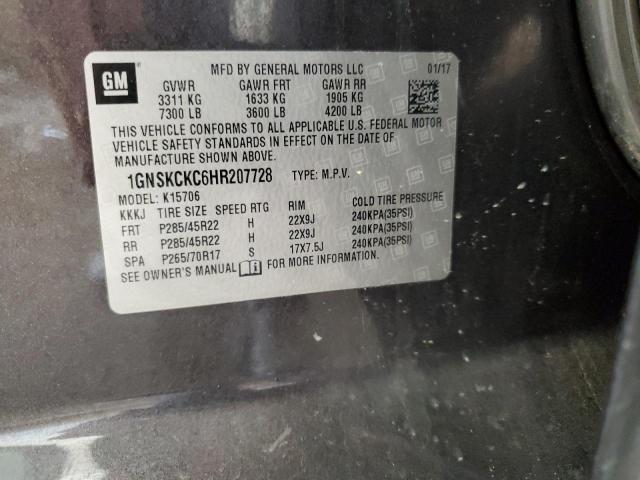 GM
MFD BY GENERAL MOTORS LLC 01/17
GVWR GAWR FRT GAWR RR
3311 KG 1633 KG 1905 KG
7300 LB 3600 LB 4200 LB
THIS VEHICLE CONFORMS TO ALL APPLICABLE U.S. FEDERAL MOTOR
VEHICLE SAFETY STANDARDS IN EFFECT ON THE DATE OF
MANUFACTURE SHOWN ABOVE.
1GNSKCKC6HR207728 TYPE: M.P.V.
MODEL: K15706
KKKJ TIRE SIZE SPEED RTG RIM COLD TIRE PRESSURE
FRT P285/45R22 H 22X9J 240KPA(35PSI)
RR P285/45R22 H 22X9J 240KPA(35PSI)
SPA P265/70R17 S 17X7.5J 240KPA(35PSI)
SEE OWNER'S MANUAL FOR MORE INFORMATION.